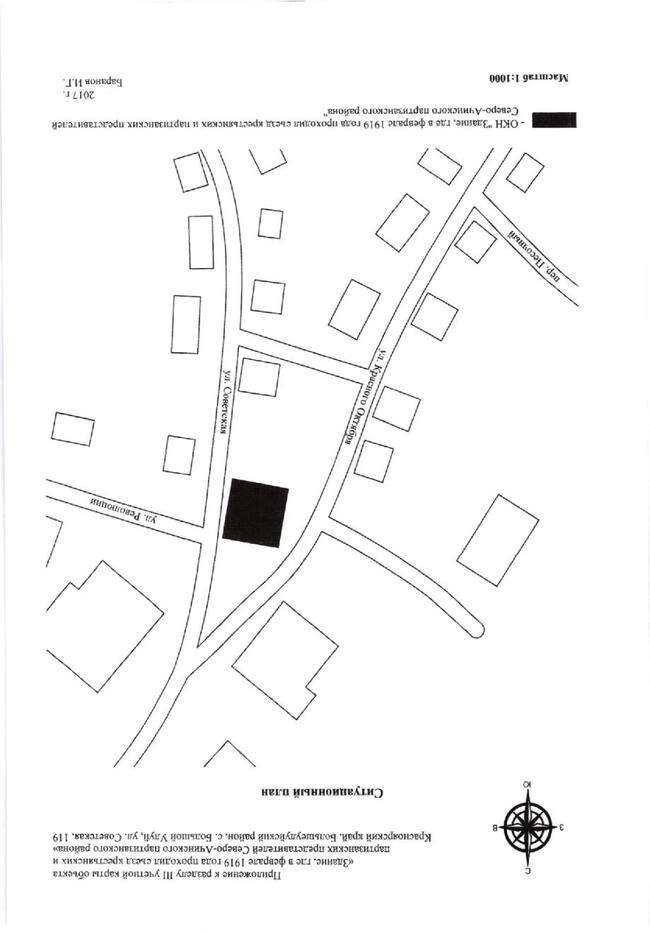 Приложение к разделу III учетной карты объекта
«Здание, где в феврале 1919 года проходил съезд крестьянских и
партизанских представителей Северо-Ачинского партизанского района»
Красноярский край, Большеулуйский район, с. Большой Улуй, ул. Советская, 119
С
З
В
Ю
Ситуационный план
ул. Революции
ул. Советская
ул. Красного Октября
пер. Песочный
- ОКН "Здание, где в феврале 1919 года проходил съезд крестьянских и партизанских представителей
Северо-Ачинского партизанского района"
2017 г.
Масштаб 1:1000
Баранов И.Г.